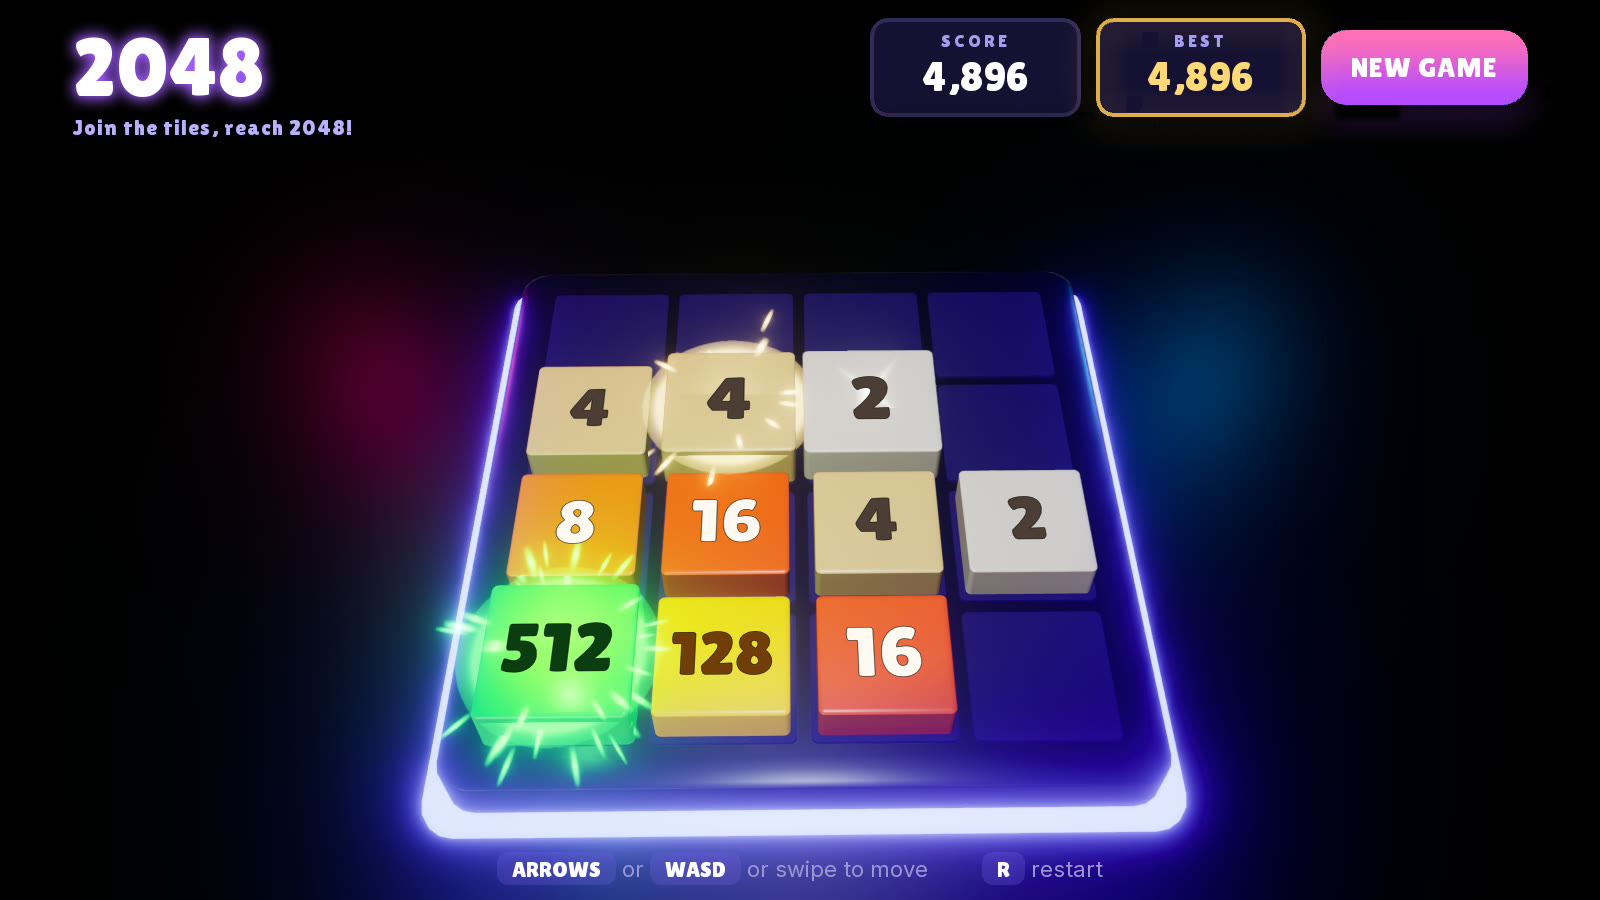 2048
Join the tiles, reach 2048!
SCORE
4,896
BEST
4,896
NEW GAME
4 4 2
8 16 4 2
512 128 16
ARROWS or WASD or swipe to move R restart